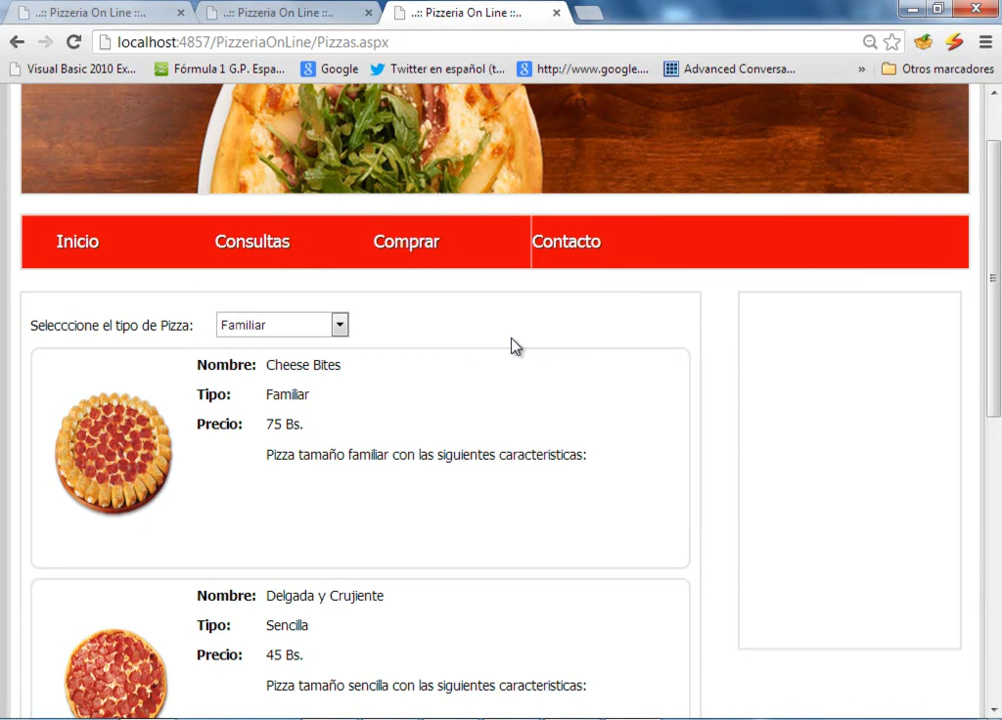 ..:: Pizzeria On Line ::..
..:: Pizzeria On Line ::..
..:: Pizzeria On Line ::..
localhost:4857/PizzeriaOnLine/Pizzas.aspx
Visual Basic 2010 Ex...
Fórmula 1 G.P. Espa...
Google
Twitter en español (t...
http://www.google....
Advanced Conversa...
»
Otros marcadores
Inicio
Consultas
Comprar
Contacto
Selecccione el tipo de Pizza:
Familiar
Nombre: Cheese Bites
Tipo: Familiar
Precio: 75 Bs.
Pizza tamaño familiar con las siguientes caracteristicas:
Nombre: Delgada y Crujiente
Tipo: Sencilla
Precio: 45 Bs.
Pizza tamaño sencilla con las siguientes caracteristicas: